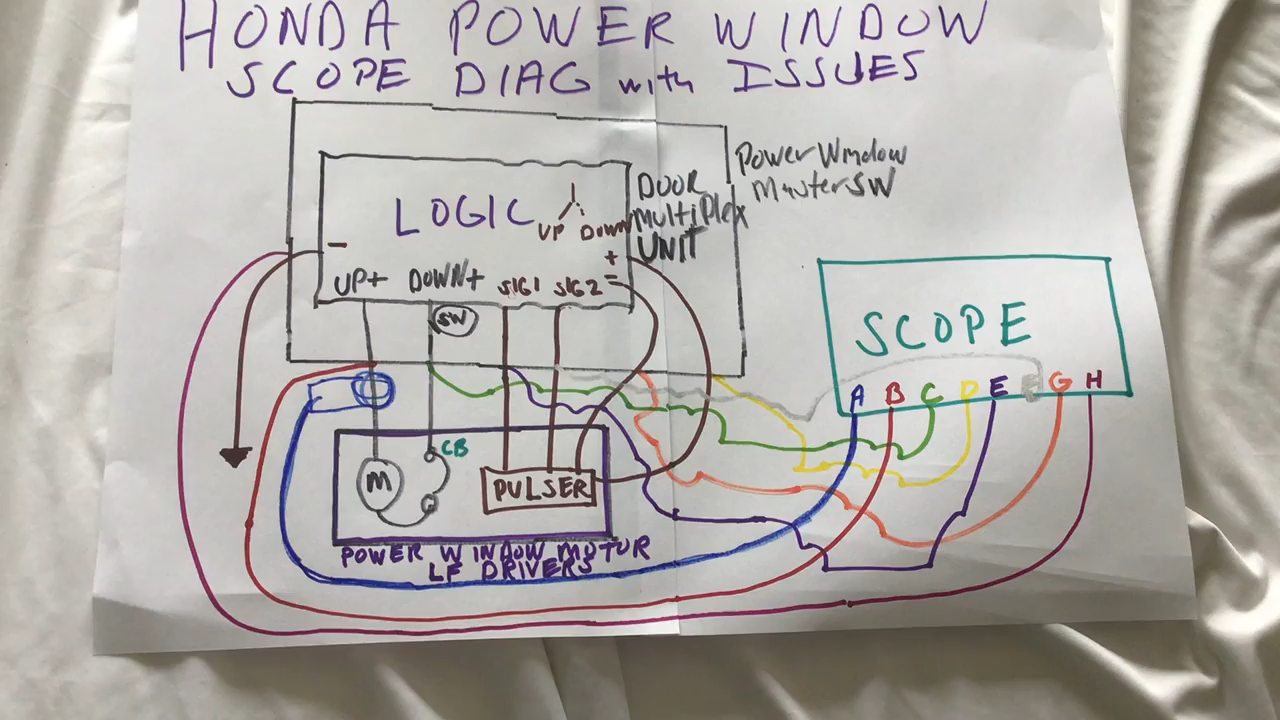 HONDA POWER WINDOW
SCOPE DIAG with ISSUES
Power Window
Master SW
DOOR
Multiplex
UNIT
LOGIC
UP DOWN
-
+
UP+ DOWN+ SIG1 SIG2 -
SW
SCOPE
A B C D E F G H
CB
M
PULSER
POWER WINDOW MOTOR
LF DRIVERS